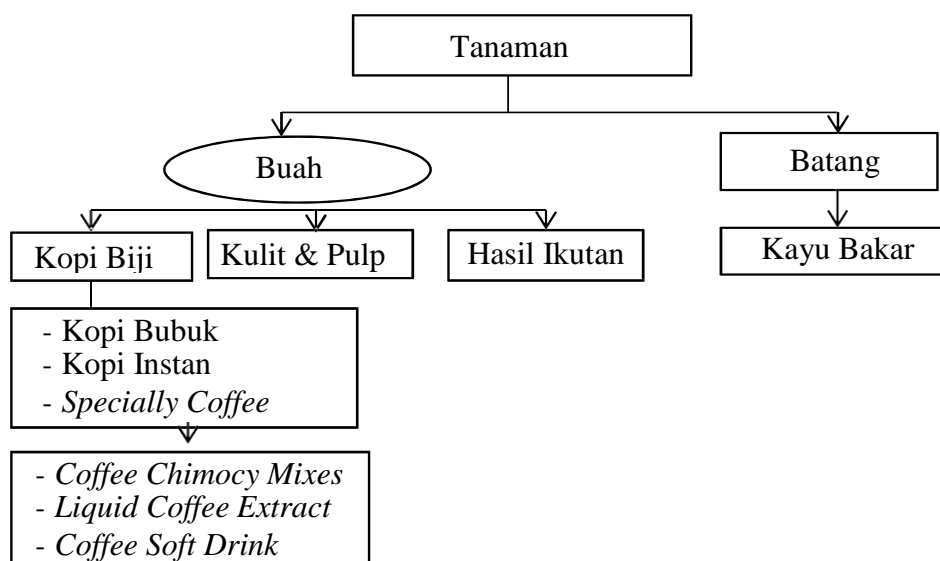 Tanaman
Buah
Batang
Kopi Biji
Kulit & Pulp
Hasil Ikutan
Kayu Bakar
- Kopi Bubuk
- Kopi Instan
- Specially Coffee
- Coffee Chimocy Mixes
- Liquid Coffee Extract
- Coffee Soft Drink